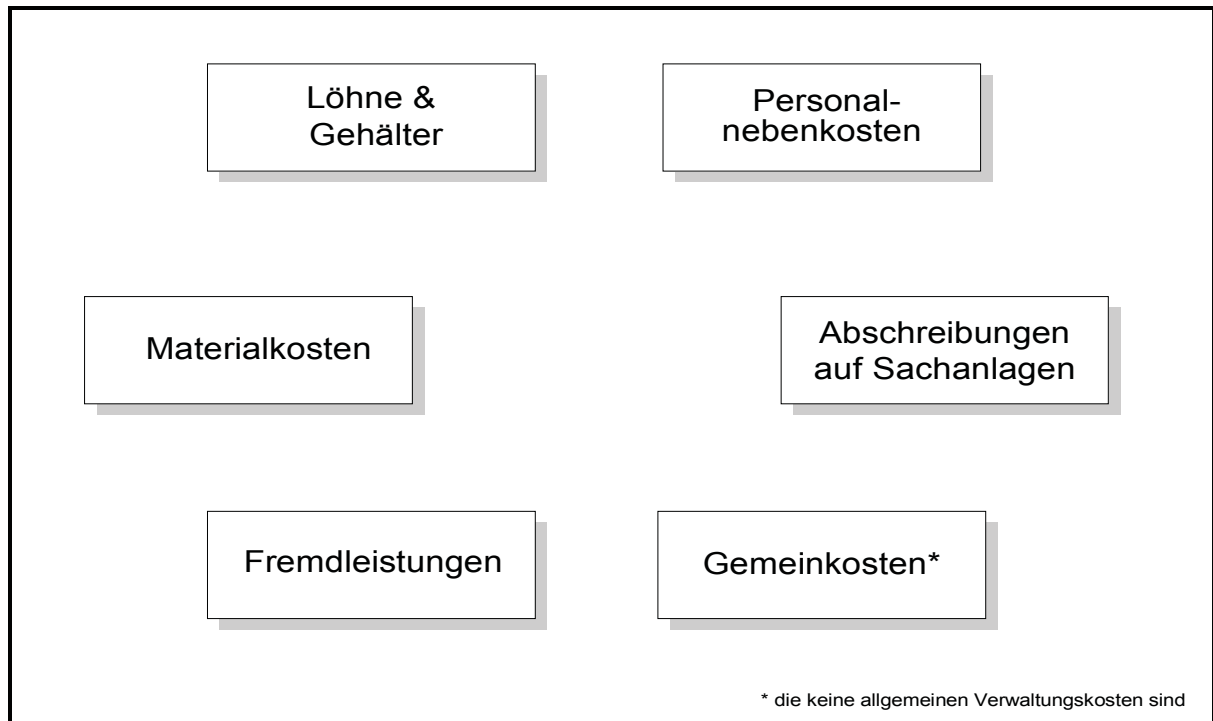 Löhne &
Gehälter
Personal-
nebenkosten
Materialkosten
Abschreibungen
auf Sachanlagen
Fremdleistungen
Gemeinkosten*
* die keine allgemeinen Verwaltungskosten sind